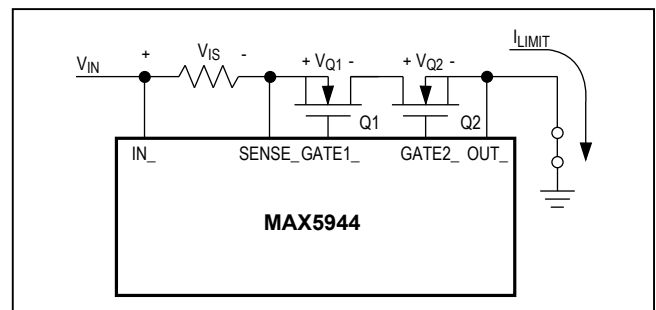 V_IN + V_IS - + V_Q1 - + V_Q2 - I_LIMIT
Q1 Q2
IN_ SENSE_ GATE1_ GATE2_ OUT_
MAX5944